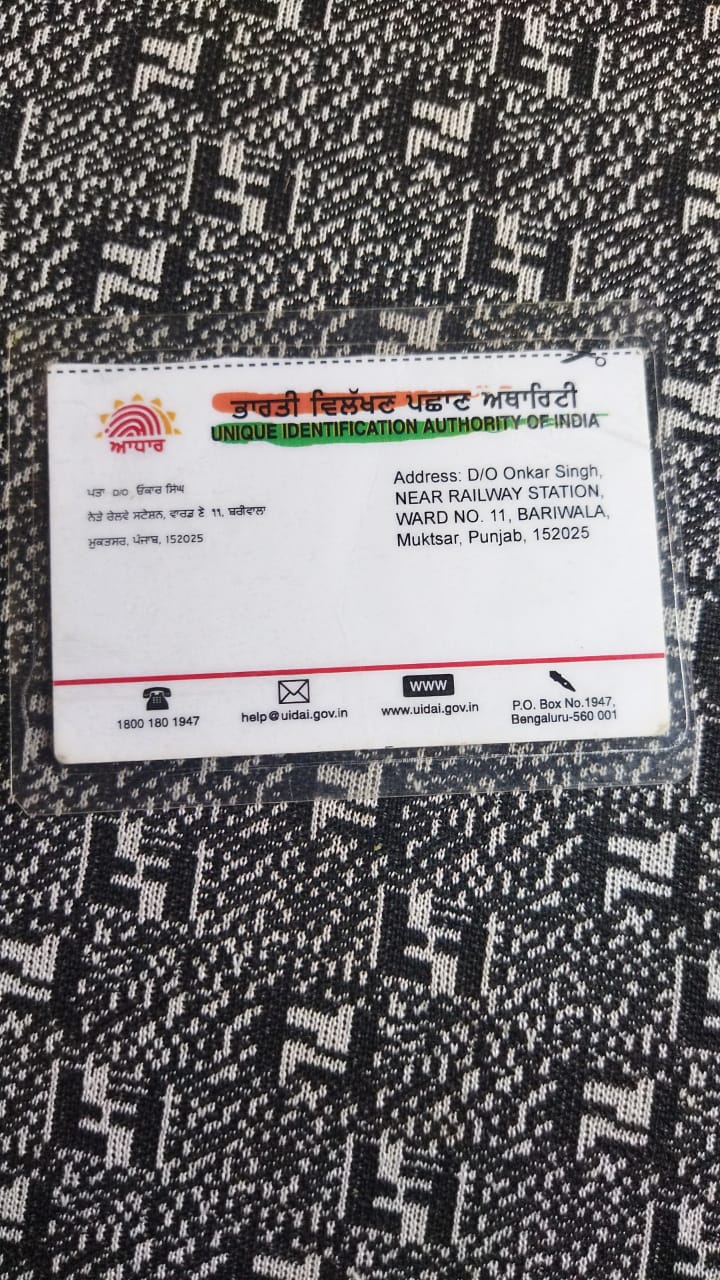 ਭਾਰਤੀ ਵਿਲੱਖਣ ਪਛਾਣ ਅਥਾਰਿਟੀ
UNIQUE IDENTIFICATION AUTHORITY OF INDIA
ਆਧਾਰ
ਪਤਾ D/O, ਓਂਕਾਰ ਸਿੰਘ
ਨੇੜੇ ਰੇਲਵੇ ਸਟੇਸ਼ਨ, ਵਾਰਡ ਨੰ 11, ਬਰੀਵਾਲਾ
ਮੁਕਤਸਰ, ਪੰਜਾਬ, 152025
Address: D/O Onkar Singh,
NEAR RAILWAY STATION,
WARD NO. 11, BARIWALA,
Muktsar, Punjab, 152025
1800 180 1947
help@uidai.gov.in
WWW
www.uidai.gov.in
P.O. Box No.1947,
Bengaluru-560 001